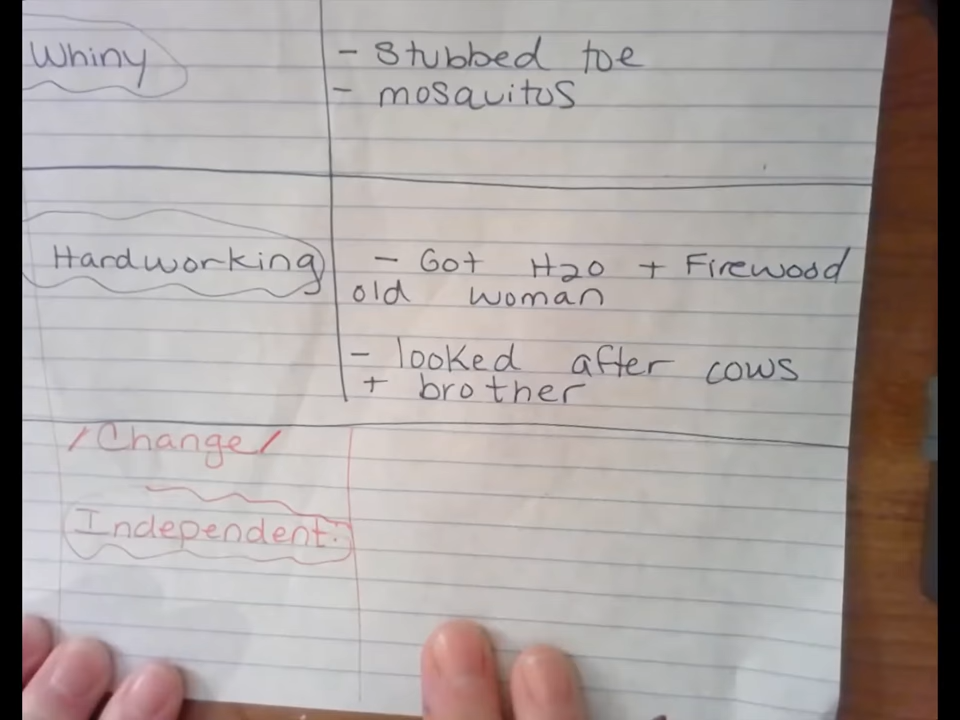 Whiny
- Stubbed toe
- mosquitos
Hardworking
- Got H2O + Firewood
old woman
- looked after cows
+ brother
/Change/
Independent.